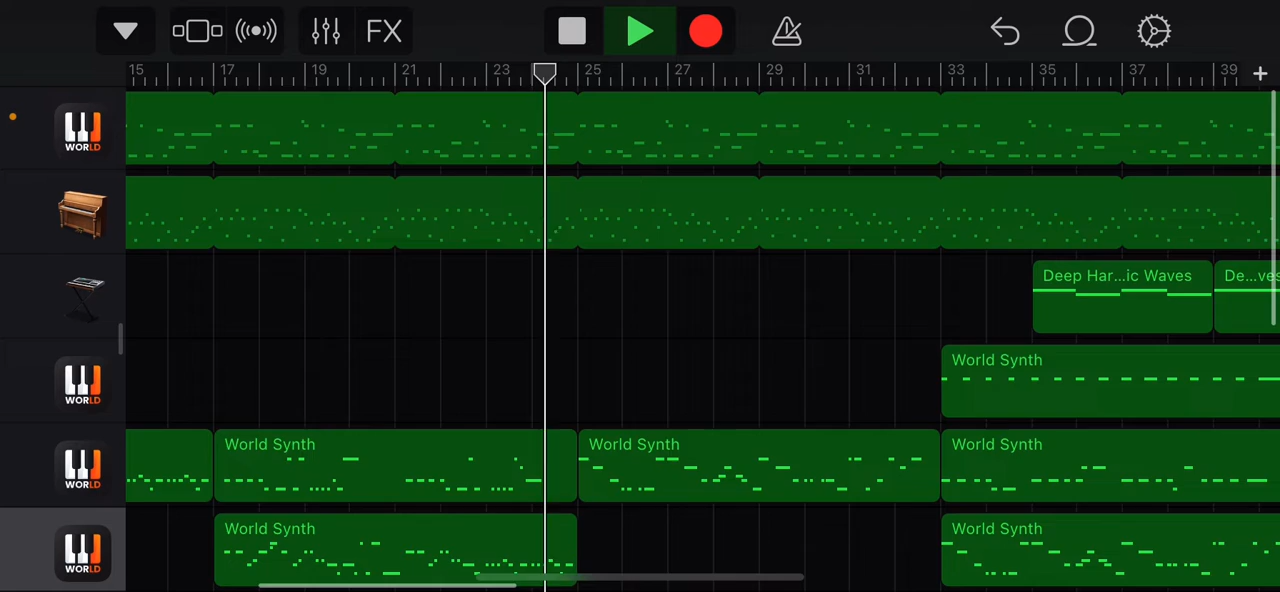 FX
15 17 19 21 23 25 27 29 31 33 35 37 39
WORLD
Deep Har...ic Waves De...ves
World Synth
WORLD
World Synth World Synth World Synth
WORLD
World Synth World Synth
WORLD